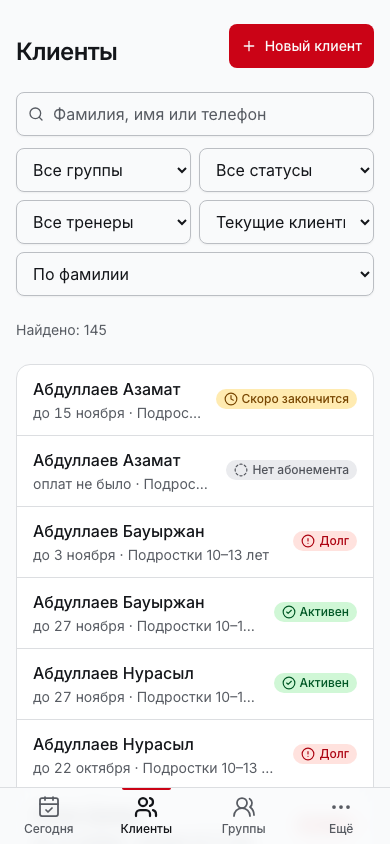 Клиенты
Новый клиент
Фамилия, имя или телефон
Все группы
Все статусы
Все тренеры
Текущие клиент
По фамилии
Найдено: 145
Абдуллаев Азамат
до 15 ноября · Подрос...
Скоро закончится
Абдуллаев Азамат
оплат не было · Подрос...
Нет абонемента
Абдуллаев Бауыржан
до 3 ноября · Подростки 10–13 лет
Долг
Абдуллаев Бауыржан
до 27 ноября · Подростки 10–1...
Активен
Абдуллаев Нурасыл
до 27 ноября · Подростки 10–1...
Активен
Абдуллаев Нурасыл
до 22 октября · Подростки 10–13 ...
Долг
Сегодня
Клиенты
Группы
Ещё